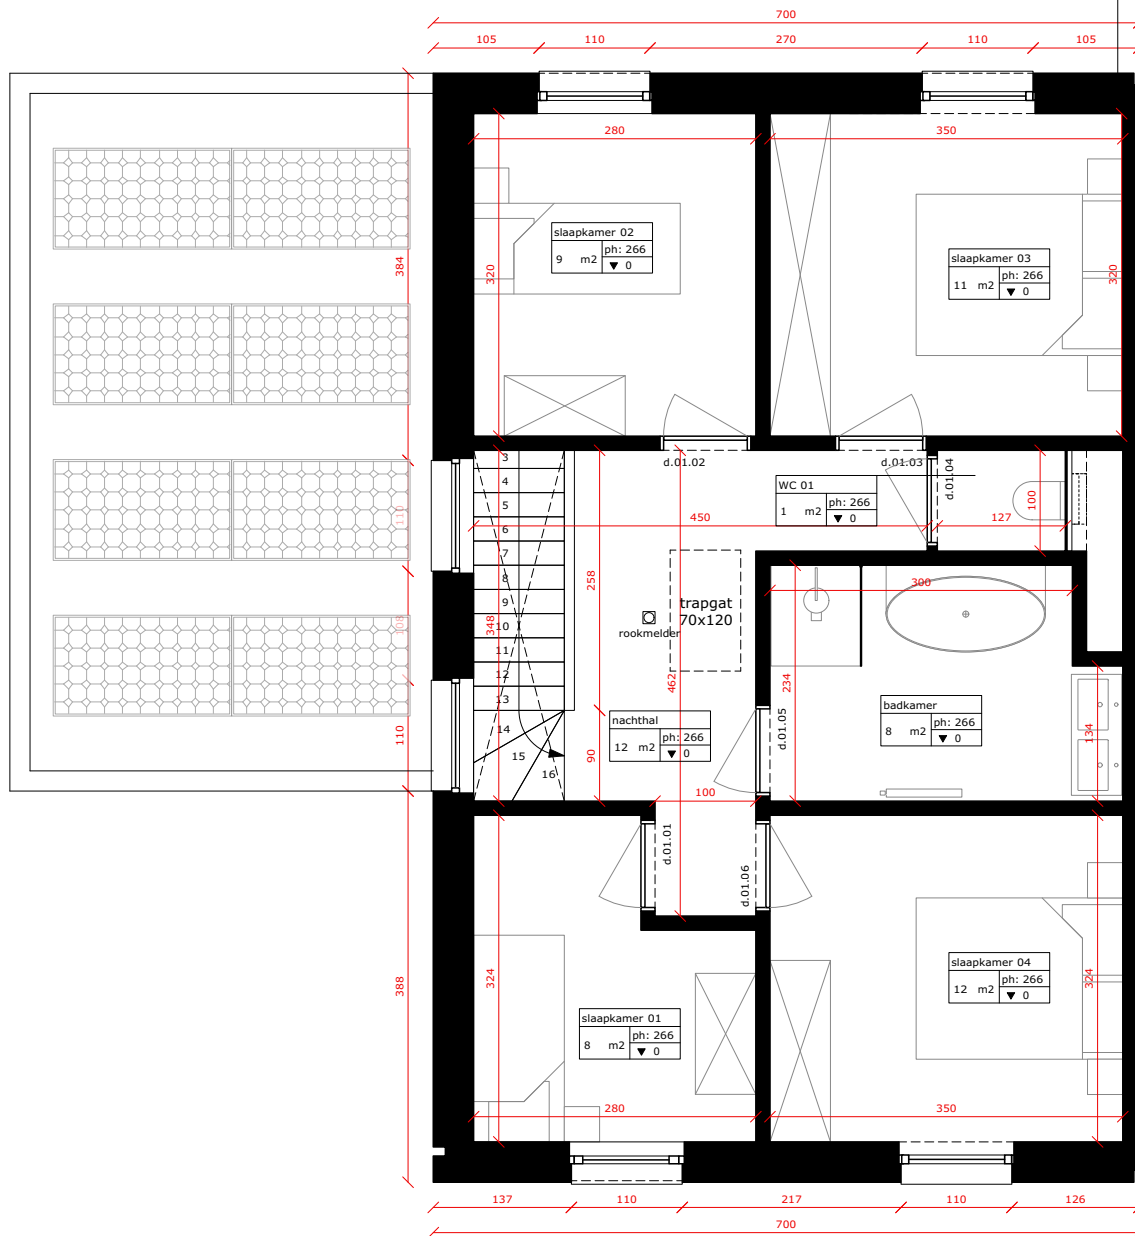 700
105 110 270 110 105
280 350
384
320
slaapkamer 02
9 m2 ph: 266
▼ 0
slaapkamer 03
11 m2 ph: 266
▼ 0
320
d.01.02
d.01.03
d.01.04
3
4
5
6
7
8
9
10
11
12
13
14
15
16
WC 01
1 m2 ph: 266
▼ 0
100
450
127
110
258
300
348
108
trapgat
70x120
rookmelder
462
234
110
90
nachthal
12 m2 ph: 266
▼ 0
d.01.05
badkamer
8 m2 ph: 266
▼ 0
134
100
d.01.01
d.01.06
388
324
slaapkamer 01
8 m2 ph: 266
▼ 0
slaapkamer 04
12 m2 ph: 266
▼ 0
324
280 350
137 110 217 110 126
700